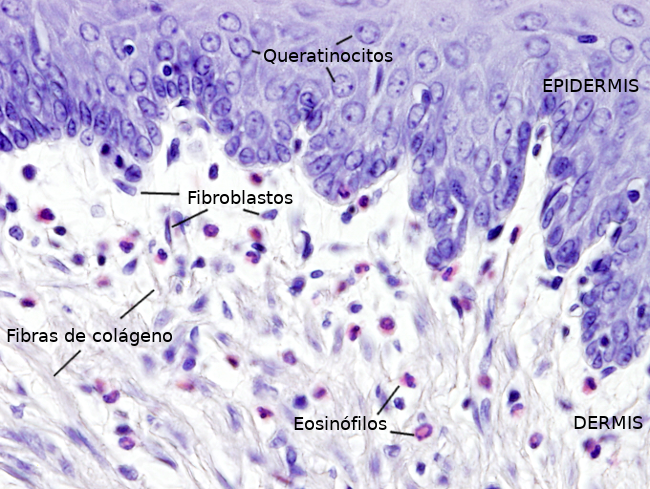 Queratinocitos
EPIDERMIS
Fibroblastos
Fibras de colágeno
Eosinófilos
DERMIS